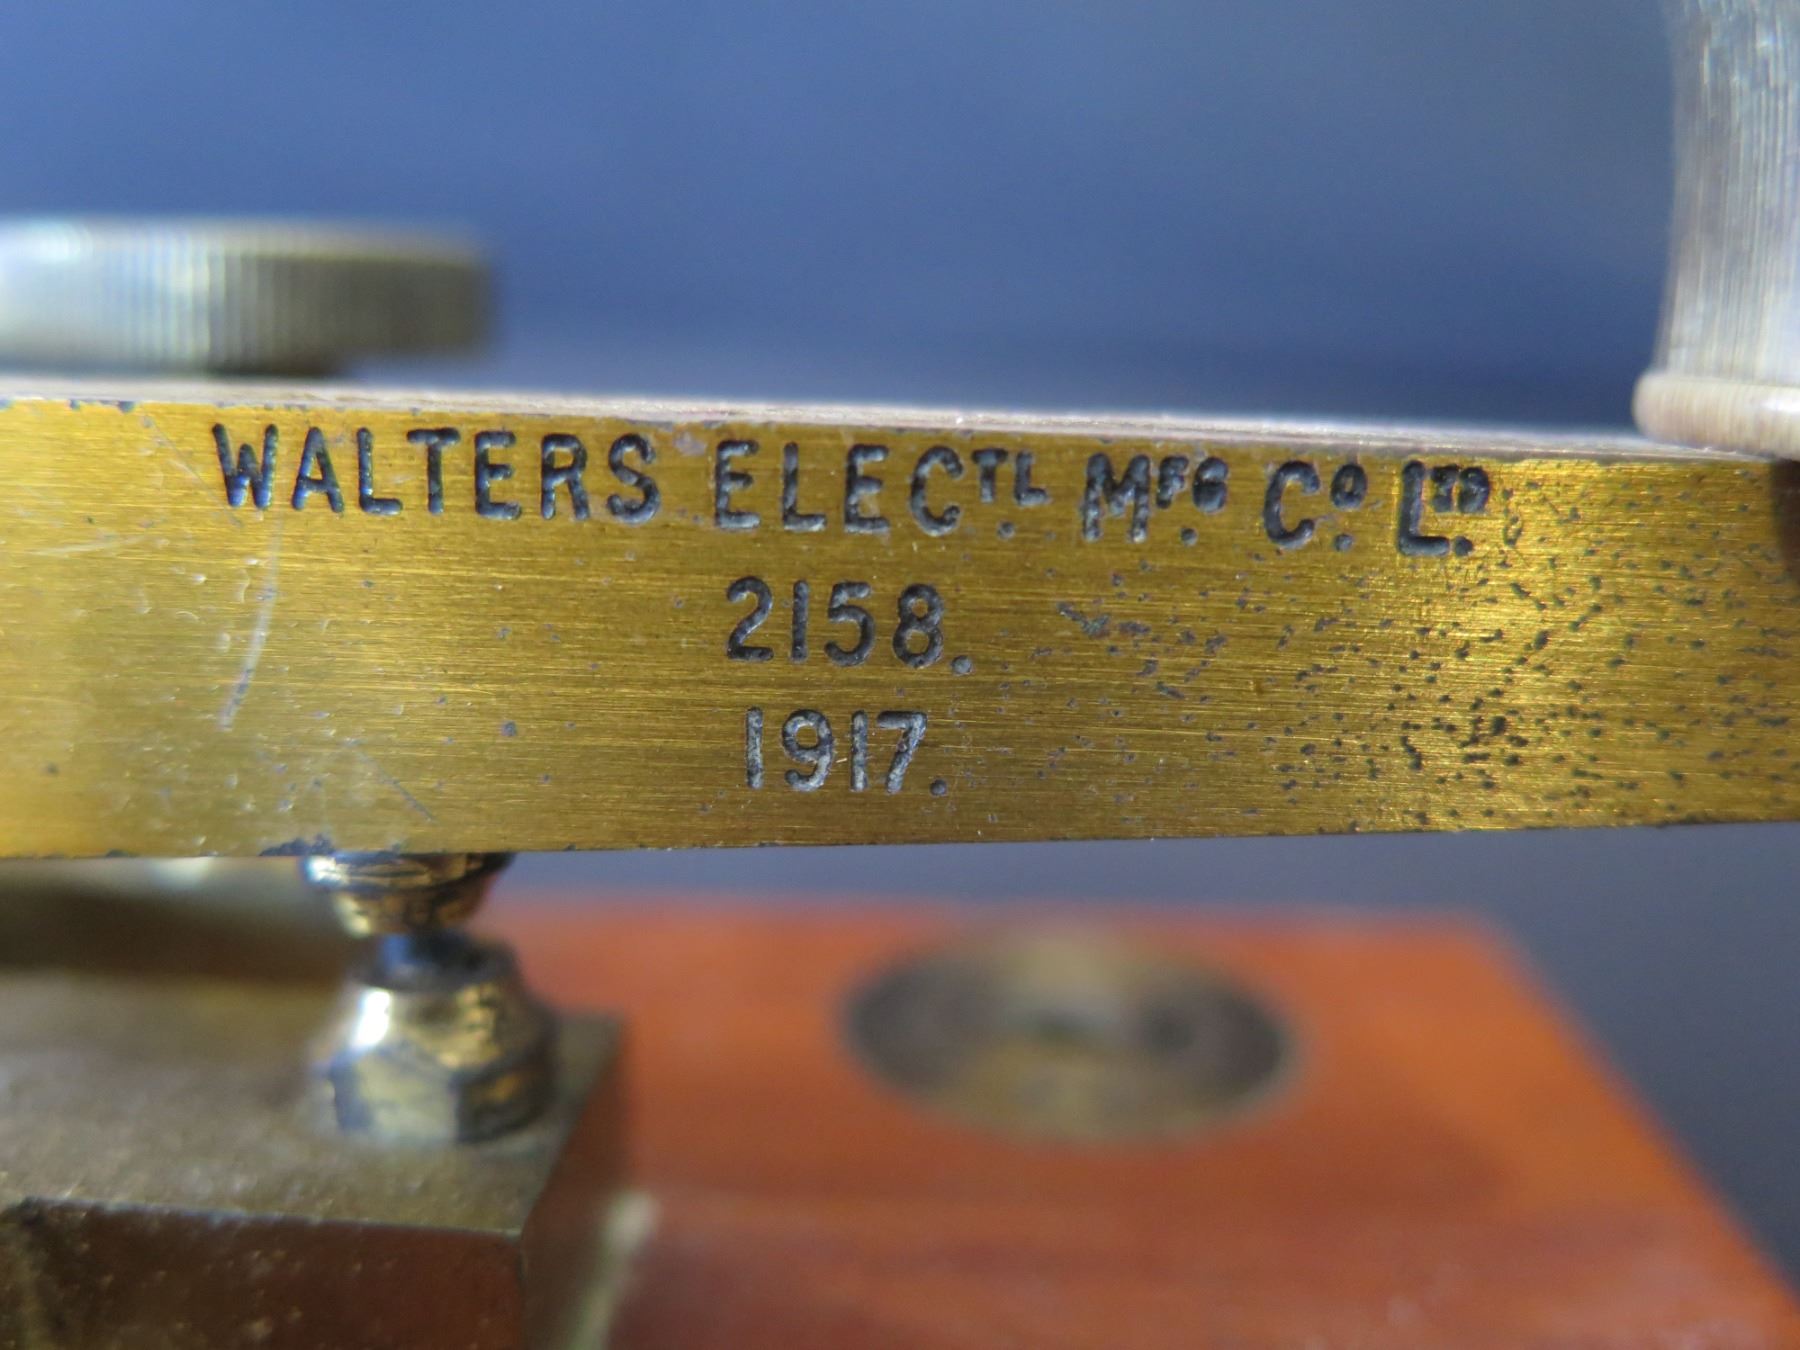 WALTERS ELECTL. MFG. CO. LTD.
2158.
1917.